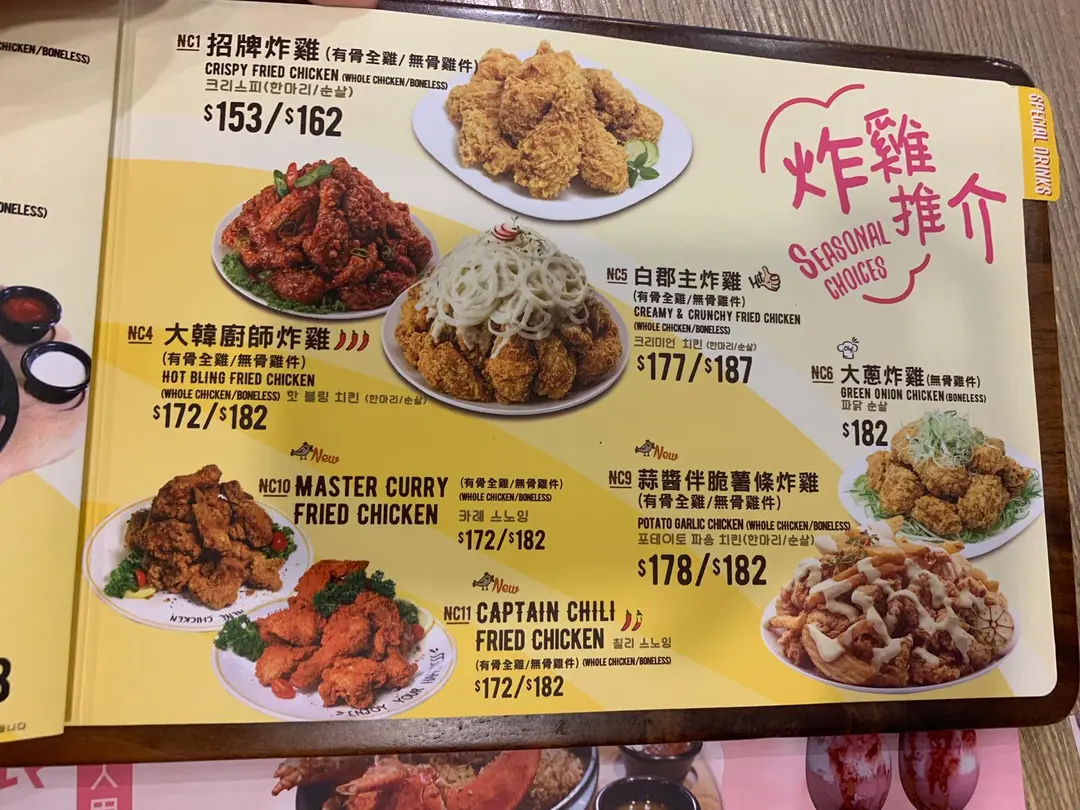 CHICKEN/BONELESS)
ONELESS)
NC1 招牌炸雞 (有骨全雞/無骨雞件)
CRISPY FRIED CHICKEN (WHOLE CHICKEN/BONELESS)
크리스피(한마리/순살)
$153/$162
炸雞
推介
SEASONAL
CHOICES
SPECIAL DRINKS
NC5 白郡主炸雞 Hit
(有骨全雞/無骨雞件)
CREAMY & CRUNCHY FRIED CHICKEN
(WHOLE CHICKEN/BONELESS)
크리미언 치킨 (한마리/순살)
$177/$187
NC4 大韓廚師炸雞
(有骨全雞/無骨雞件)
HOT BLING FRIED CHICKEN
(WHOLE CHICKEN/BONELESS) 핫 블링 치킨 (한마리/순살)
$172/$182
Chef
NC6 大蔥炸雞 (無骨雞件)
GREEN ONION CHICKEN (BONELESS)
파닭 순살
$182
New
NC10 MASTER CURRY
FRIED CHICKEN
(有骨全雞/無骨雞件)
(WHOLE CHICKEN/BONELESS)
카레 스노윙
$172/$182
New
NC9 蒜醬伴脆薯條炸雞
(有骨全雞/無骨雞件)
POTATO GARLIC CHICKEN (WHOLE CHICKEN/BONELESS)
포테이토 파송 치킨(한마리/순살)
$178/$182
New
NC11 CAPTAIN CHILI
FRIED CHICKEN 칠리 스노윙
(有骨全雞/無骨雞件) (WHOLE CHICKEN/BONELESS)
$172/$182
HEHE CHICKEN
ENJOY YOUR